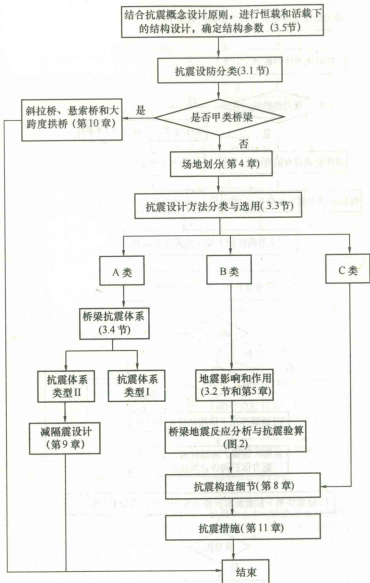 结合抗震概念设计原则，进行恒载和活载下
的结构设计，确定结构参数（3.5节）
抗震设防分类(3.1 节)
斜拉桥、悬索桥和大
跨度拱桥（第10章）
是
是否甲类桥梁
否
场地划分(第 4 章)
抗震设计方法分类与选用(3.3节)
A 类
B 类
C 类
桥梁抗震体系
(3.4 节)
抗震体系
类型II
抗震体系
类型I
地震影响和作用
(3.2 节和第5章)
减隔震设计
(第 9 章)
桥梁地震反应分析与抗震验算
(图 2)
抗震构造细节(第 8 章)
抗震措施(第 11 章)
结束